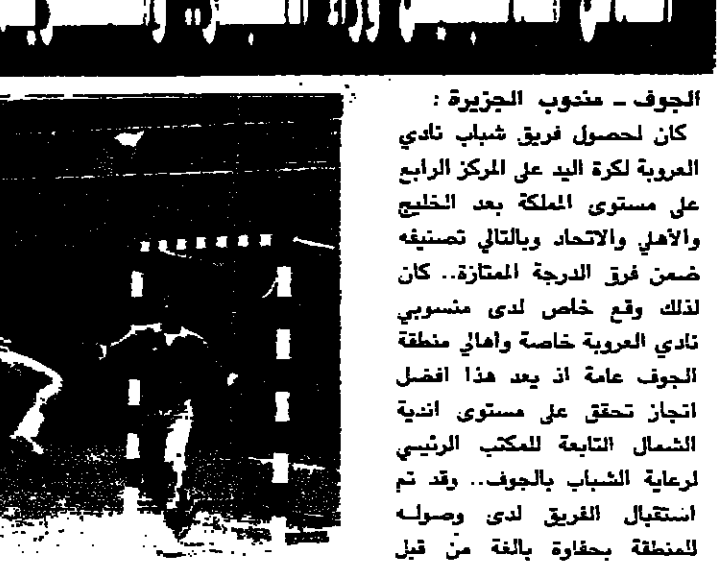 الجوف ـ مندوب الجزيرة :
كان لحصول فريق شباب نادي
العروبة لكرة اليد على المركز الرابع
على مستوى المملكة بعد الخليج
والأهلي والاتحاد وبالتالي تصنيفه
ضمن فرق الدرجة الممتازة.. كان
لذلك وقع خاص لدى منسوبي
نادي العروبة خاصة وأهالي منطقة
الجوف عامة اذ يعد هذا افضل
انجاز تحقق على مستوى اندية
الشمال التابعة للمكتب الرئيسي
لرعاية الشباب بالجوف.. وقد تم
استقبال الفريق لدى وصوله
للمنطقة بحفاوة بالغة من قبل